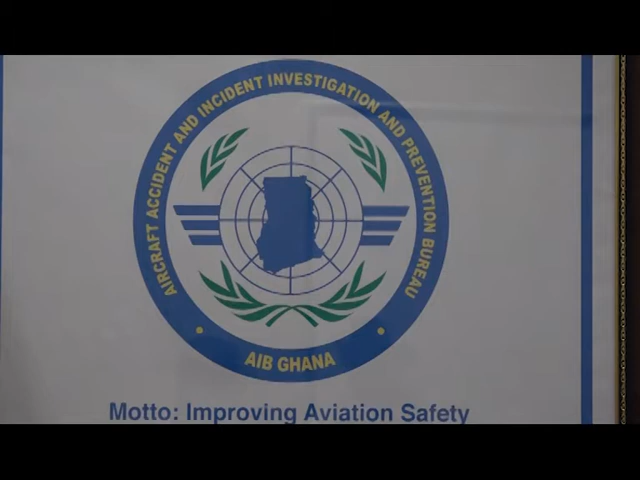 AIRCRAFT ACCIDENT AND INCIDENT INVESTIGATION AND PREVENTION BUREAU
AIB GHANA
Motto: Improving Aviation Safety